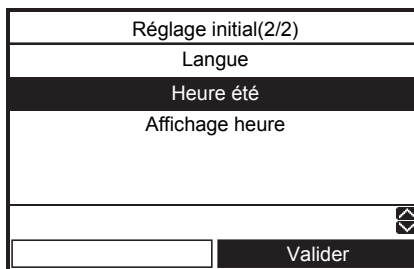 Réglage initial(2/2)
Langue
Heure été
Affichage heure
Valider